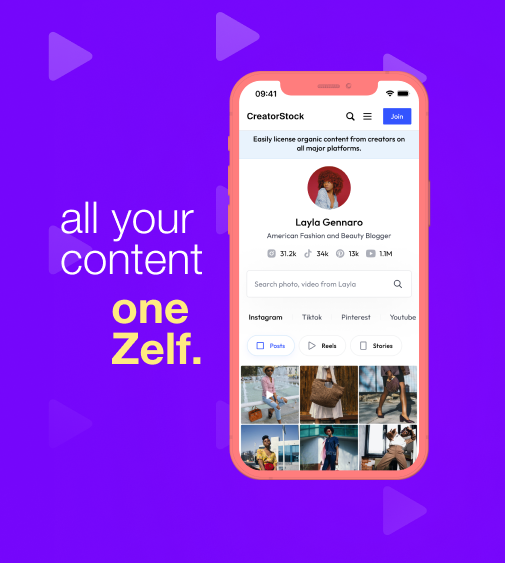 all your
content
one
Zelf.
09:41
CreatorStock
Join
Easily license organic content from creators on
all major platforms.
Layla Gennaro
American Fashion and Beauty Blogger
31.2k 34k 13k 1.1M
Search photo, video from Layla
Instagram Tiktok Pinterest Youtube
Posts Reels Stories